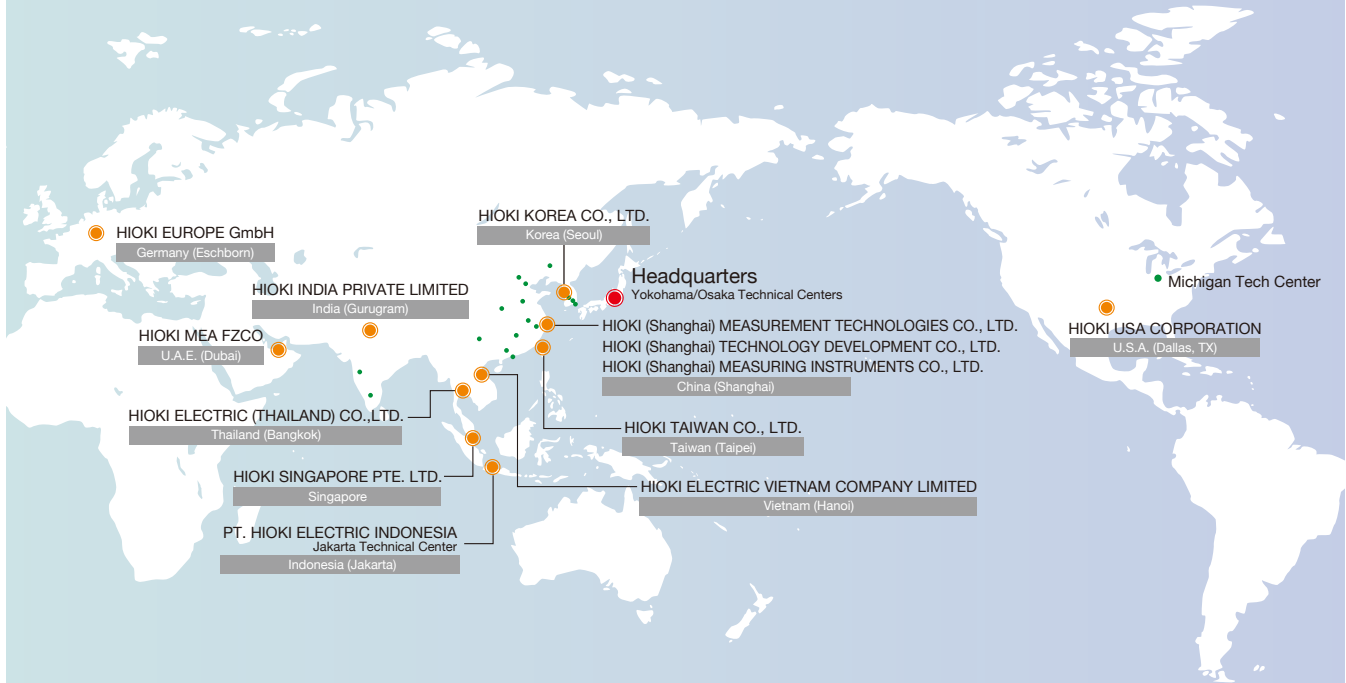 HIOKI KOREA CO., LTD.
Korea (Seoul)
HIOKI EUROPE GmbH
Germany (Eschborn)
Headquarters
Yokohama/Osaka Technical Centers
Michigan Tech Center
HIOKI INDIA PRIVATE LIMITED
India (Gurugram)
HIOKI MEA FZCO
U.A.E. (Dubai)
HIOKI (Shanghai) MEASUREMENT TECHNOLOGIES CO., LTD.
HIOKI (Shanghai) TECHNOLOGY DEVELOPMENT CO., LTD.
HIOKI (Shanghai) MEASURING INSTRUMENTS CO., LTD.
China (Shanghai)
HIOKI USA CORPORATION
U.S.A. (Dallas, TX)
HIOKI ELECTRIC (THAILAND) CO.,LTD.
Thailand (Bangkok)
HIOKI TAIWAN CO., LTD.
Taiwan (Taipei)
HIOKI SINGAPORE PTE. LTD.
Singapore
HIOKI ELECTRIC VIETNAM COMPANY LIMITED
Vietnam (Hanoi)
PT. HIOKI ELECTRIC INDONESIA
Jakarta Technical Center
Indonesia (Jakarta)